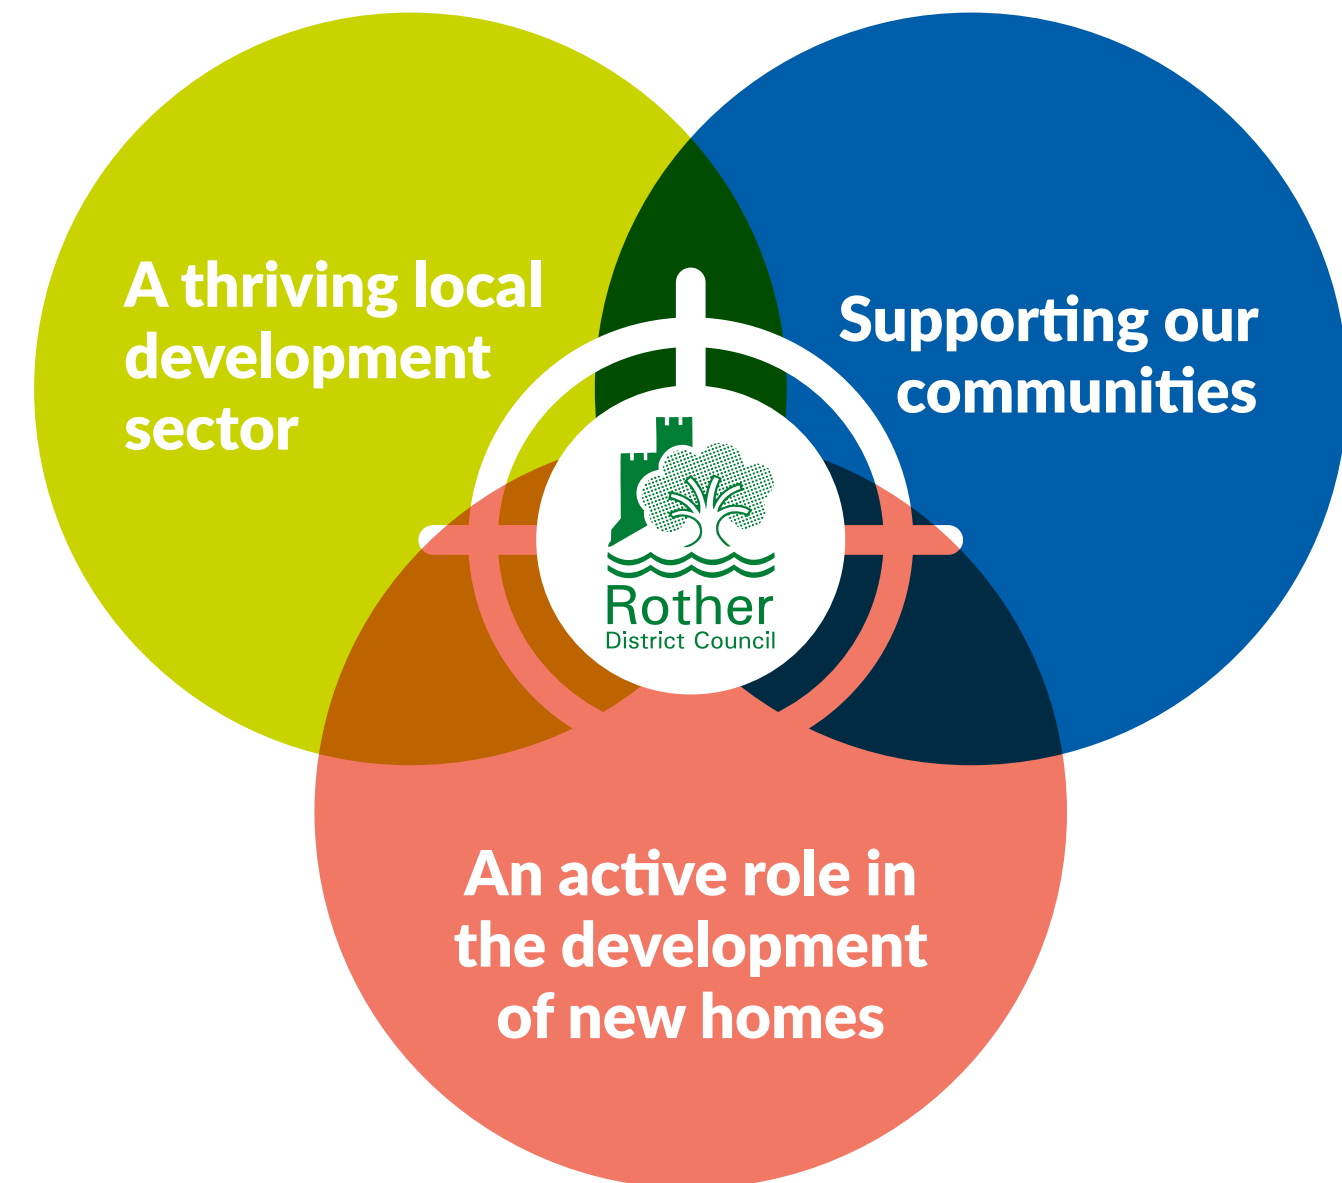 A thriving local
development
sector
Supporting our
communities
Rother
District Council
An active role in
the development
of new homes